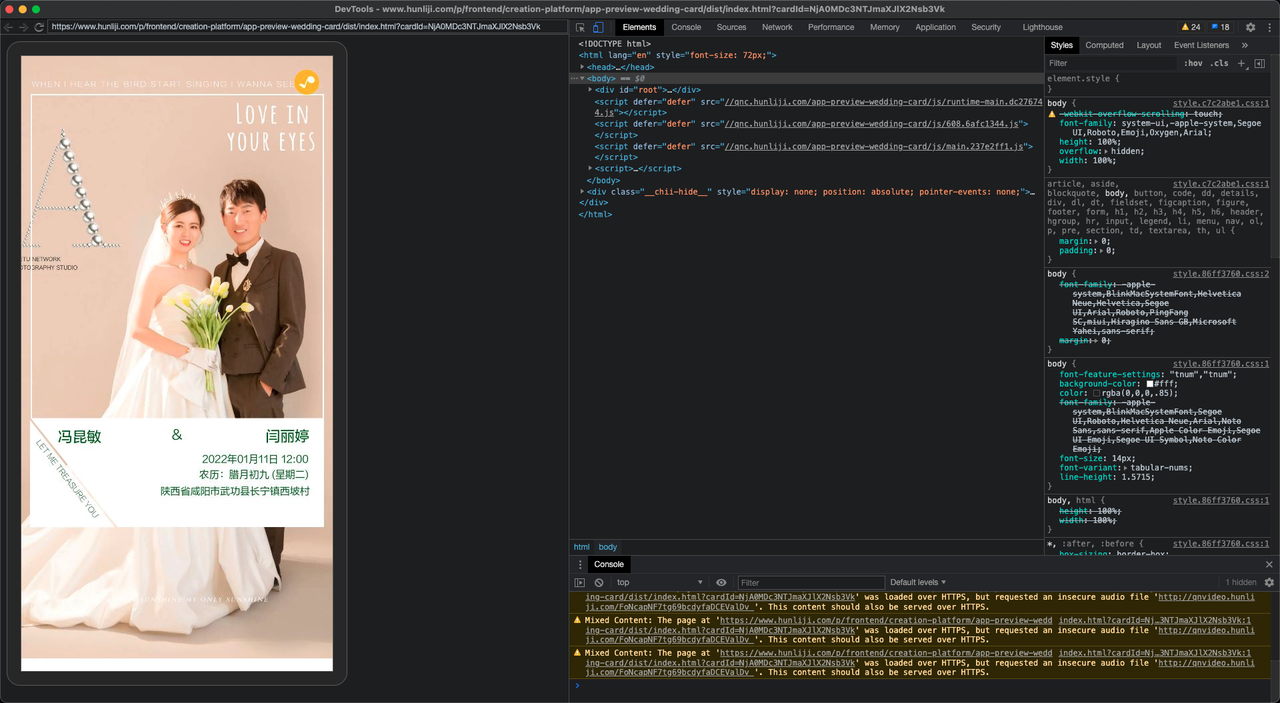 DevTools - www.hunliji.com/p/frontend/creation-platform/app-preview-wedding-card/dist/index.html?cardId=NjA0MDc3NTJmaXJlX2Nsb3Vk
https://www.hunliji.com/p/frontend/creation-platform/app-preview-wedding-card/dist/index.html?cardId=NjA0MDc3NTJmaXJlX2Nsb3Vk
WHEN I HEAR THE BIRD START SINGING I WANNA SEE
LOVE IN
YOUR EYES
A
TU NETWORK
TOGRAPHY STUDIO
冯昆敏 & 闫丽婷
LET ME TREASURE YOU
2022年01月11日 12:00
农历：腊月初九 (星期二)
陕西省咸阳市武功县长宁镇西坡村
Elements Console Sources Network Performance Memory Application Security Lighthouse 24 18
<!DOCTYPE html>
<html lang="en" style="font-size: 72px;">
<head>…</head>
<body> == $0
<div id="root">…</div>
<script defer="defer" src="//qnc.hunliji.com/app-preview-wedding-card/js/runtime-main.dc27674
4.js"></script>
<script defer="defer" src="//qnc.hunliji.com/app-preview-wedding-card/js/608.6afc1344.js">
</script>
<script defer="defer" src="//qnc.hunliji.com/app-preview-wedding-card/js/main.237e2ff1.js">
</script>
<script>…</script>
</body>
<div class="__chii-hide__" style="display: none; position: absolute; pointer-events: none;">…
</div>
</html>
html body
Styles Computed Layout Event Listeners »
Filter :hov .cls +
element.style {
}
body { style.c7c2abe1.css:1
-webkit-overflow-scrolling: touch;
font-family: system-ui,-apple-system,Segoe
UI,Roboto,Emoji,Oxygen,Arial;
height: 100%;
overflow: hidden;
width: 100%;
}
article, aside, style.c7c2abe1.css:1
blockquote, body, button, code, dd, details,
div, dl, dt, fieldset, figcaption, figure,
footer, form, h1, h2, h3, h4, h5, h6, header,
hgroup, hr, input, legend, li, menu, nav, ol,
p, pre, section, td, textarea, th, ul {
margin: 0;
padding: 0;
}
body { style.86ff3760.css:2
font-family: -apple-
system,BlinkMacSystemFont,Helvetica
Neue,Helvetica,Segoe
UI,Arial,Roboto,PingFang
SC,miui,Hiragino Sans GB,Microsoft
Yahei,sans-serif;
margin: 0;
}
body { style.86ff3760.css:1
font-feature-settings: "tnum","tnum";
background-color: #fff;
color: rgba(0,0,0,.85);
font-family: -apple-
system,BlinkMacSystemFont,Segoe
UI,Roboto,Helvetica Neue,Arial,Noto
Sans,sans-serif,Apple Color Emoji,Segoe
UI Emoji,Segoe UI Symbol,Noto Color
Emoji;
font-size: 14px;
font-variant: tabular-nums;
line-height: 1.5715;
}
body, html { style.86ff3760.css:1
height: 100%;
width: 100%;
}
*, :after, :before { style.86ff3760.css:1
box-sizing: border-box;
Console
top Filter Default levels 1 hidden
ing-card/dist/index.html?cardId=NjA0MDc3NTJmaXJlX2Nsb3Vk' was loaded over HTTPS, but requested an insecure audio file 'http://qnvideo.hunli
ji.com/FoNcapNF7tg69bcdyfaDCEValDv_'. This content should also be served over HTTPS.
Mixed Content: The page at 'https://www.hunliji.com/p/frontend/creation-platform/app-preview-wedd index.html?cardId=Nj…3NTJmaXJlX2Nsb3Vk:1
ing-card/dist/index.html?cardId=NjA0MDc3NTJmaXJlX2Nsb3Vk' was loaded over HTTPS, but requested an insecure audio file 'http://qnvideo.hunli
ji.com/FoNcapNF7tg69bcdyfaDCEValDv_'. This content should also be served over HTTPS.
Mixed Content: The page at 'https://www.hunliji.com/p/frontend/creation-platform/app-preview-wedd index.html?cardId=Nj…3NTJmaXJlX2Nsb3Vk:1
ing-card/dist/index.html?cardId=NjA0MDc3NTJmaXJlX2Nsb3Vk' was loaded over HTTPS, but requested an insecure audio file 'http://qnvideo.hunli
ji.com/FoNcapNF7tg69bcdyfaDCEValDv_'. This content should also be served over HTTPS.